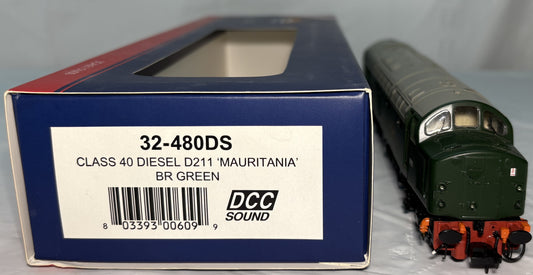 32-480DS
CLASS 40 DIESEL D211 'MAURITANIA'
BR GREEN
DCC
SOUND
8 03393 00609 9